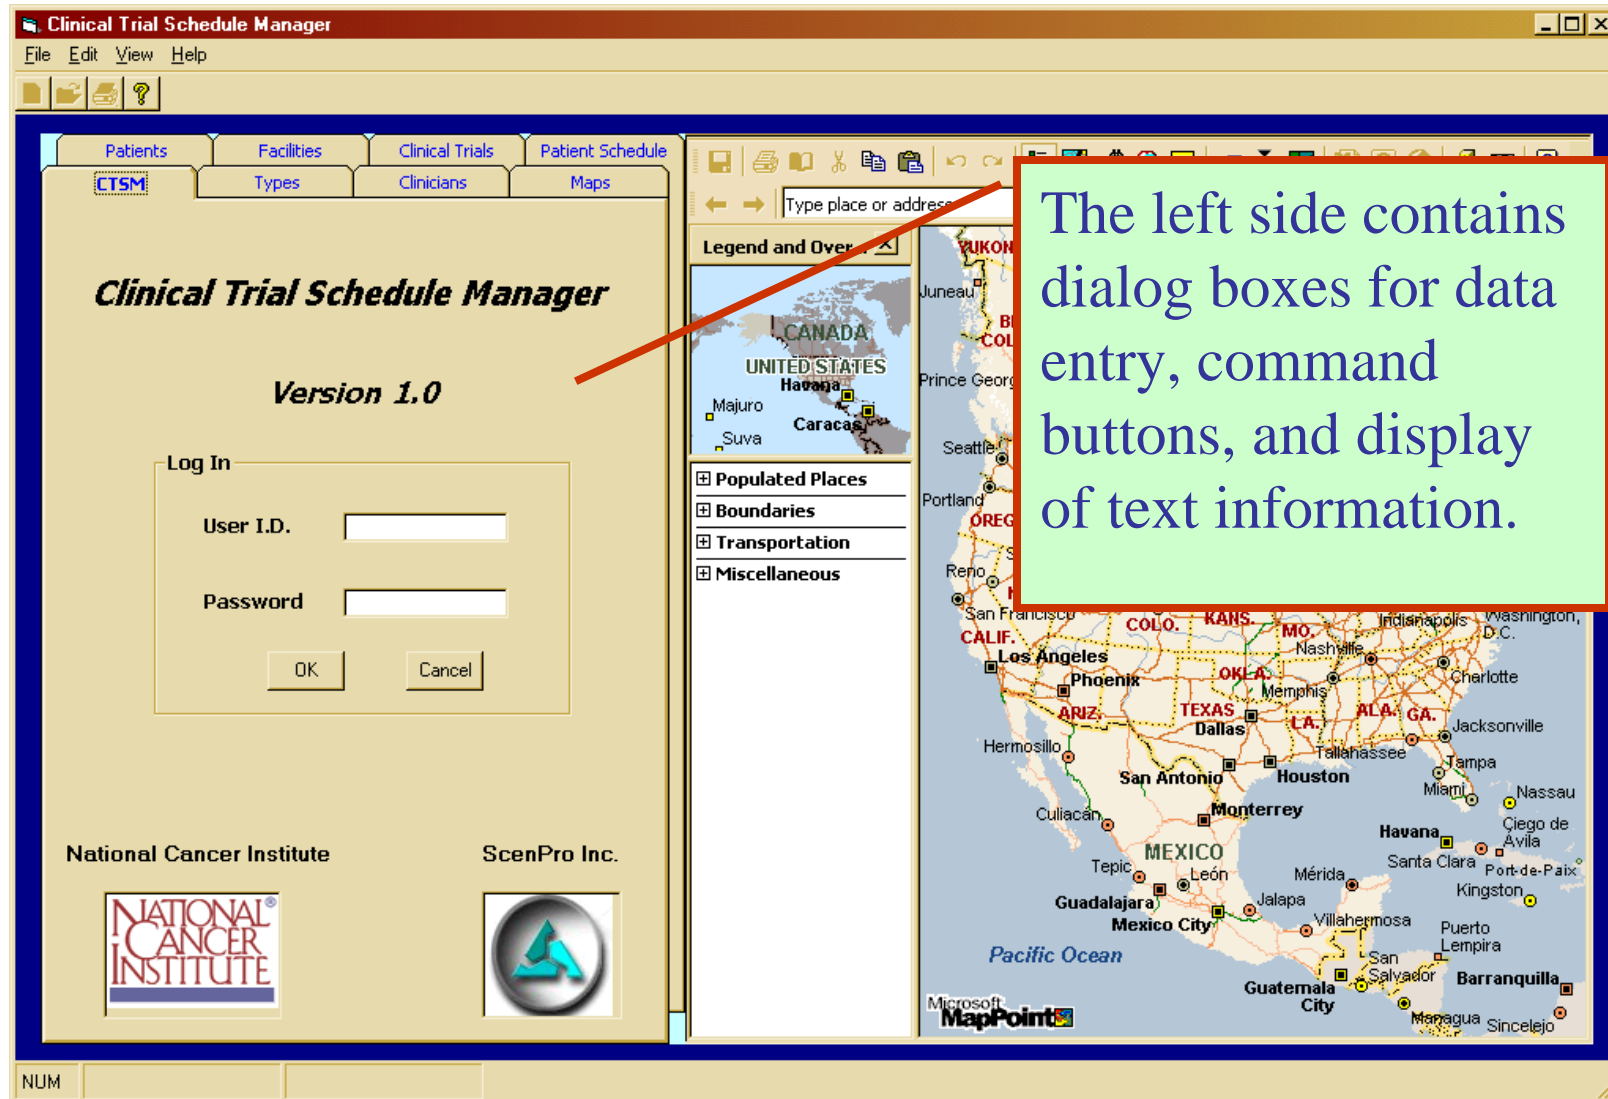 Clinical Trial Schedule Manager
File Edit View Help
Patients Facilities Clinical Trials Patient Schedule
CTSM Types Clinicians Maps
Clinical Trial Schedule Manager
Version 1.0
Log In
User I.D.
Password
OK Cancel
National Cancer Institute ScenPro Inc.
NATIONAL®
CANCER
INSTITUTE
Type place or address
Legend and Over...
CANADA
UNITED STATES
Havana
Majuro
Caracas
Suva
Populated Places
Boundaries
Transportation
Miscellaneous
The left side contains
dialog boxes for data
entry, command
buttons, and display
of text information.
YUKON
Juneau
Prince Georg
Seattle
Portland
OREG
Reno
San Francisco
COLO. KANS. MO. Indianapolis Washington,
D.C.
CALIF. Nashville
Los Angeles
Phoenix OKLA. Memphis Charlotte
ARIZ. TEXAS LA. ALA. GA.
Dallas Jacksonville
Hermosillo Tallahassee
San Antonio Houston Tampa
Miami Nassau
Culiacán Monterrey
Havana Ciego de
Ávila
MEXICO Santa Clara Port-de-Paix
Tepic León Mérida Kingston
Guadalajara Jalapa
Mexico City Villahermosa Puerto
Lempira
Pacific Ocean San
Salvador Barranquilla
Guatemala
City
Managua Sincelejo
Microsoft
MapPoint
NUM